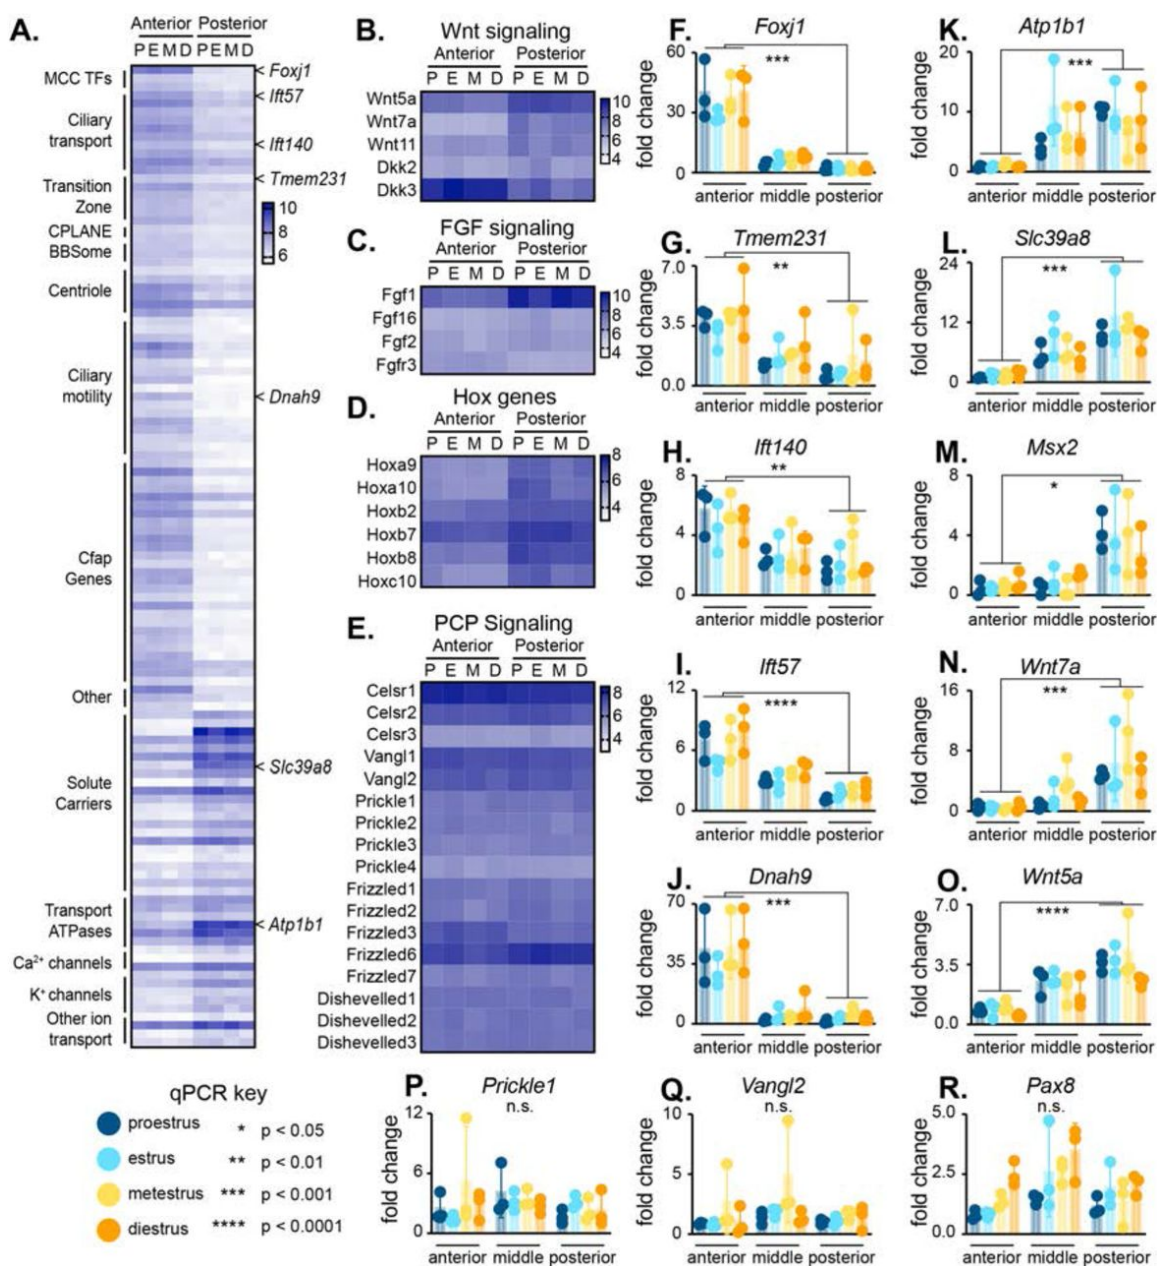 A.
Anterior Posterior
P E M D P E M D
MCC TFs
Ciliary
transport
Transition
Zone
CPLANE
BBSome
Centriole
Ciliary
motility
Cfap
Genes
Other
Solute
Carriers
Transport
ATPases
Ca²⁺ channels
K⁺ channels
Other ion
transport
Foxj1
Ift57
Ift140
Tmem231
10
8
6
Dnah9
Slc39a8
Atp1b1
B.
Wnt signaling
Anterior Posterior
P E M D P E M D
Wnt5a
Wnt7a
Wnt11
Dkk2
Dkk3
10
8
6
4
C.
FGF signaling
Anterior Posterior
P E M D P E M D
Fgf1
Fgf16
Fgf2
Fgfr3
10
8
6
4
D.
Hox genes
Anterior Posterior
P E M D P E M D
Hoxa9
Hoxa10
Hoxb2
Hoxb7
Hoxb8
Hoxc10
8
6
4
E.
PCP Signaling
Anterior Posterior
P E M D P E M D
Celsr1
Celsr2
Celsr3
Vangl1
Vangl2
Prickle1
Prickle2
Prickle3
Prickle4
Frizzled1
Frizzled2
Frizzled3
Frizzled6
Frizzled7
Dishevelled1
Dishevelled2
Dishevelled3
8
6
4
F.
Foxj1
fold change
60
30
0
***
anterior middle posterior
G.
Tmem231
fold change
7.0
3.5
0.0
**
anterior middle posterior
H.
Ift140
fold change
8
4
0
**
anterior middle posterior
I.
Ift57
fold change
12
6
0
****
anterior middle posterior
J.
Dnah9
fold change
70
35
0
***
anterior middle posterior
K.
Atp1b1
fold change
20
10
0
***
anterior middle posterior
L.
Slc39a8
fold change
24
12
0
***
anterior middle posterior
M.
Msx2
fold change
8
4
0
*
anterior middle posterior
N.
Wnt7a
fold change
16
8
0
***
anterior middle posterior
O.
Wnt5a
fold change
7.0
3.5
0.0
****
anterior middle posterior
qPCR key
proestrus * p < 0.05
estrus ** p < 0.01
metestrus *** p < 0.001
diestrus **** p < 0.0001
P.
Prickle1
n.s.
fold change
12
6
0
anterior middle posterior
Q.
Vangl2
n.s.
fold change
10
5
0
anterior middle posterior
R.
Pax8
n.s.
fold change
5.0
2.5
0.0
anterior middle posterior